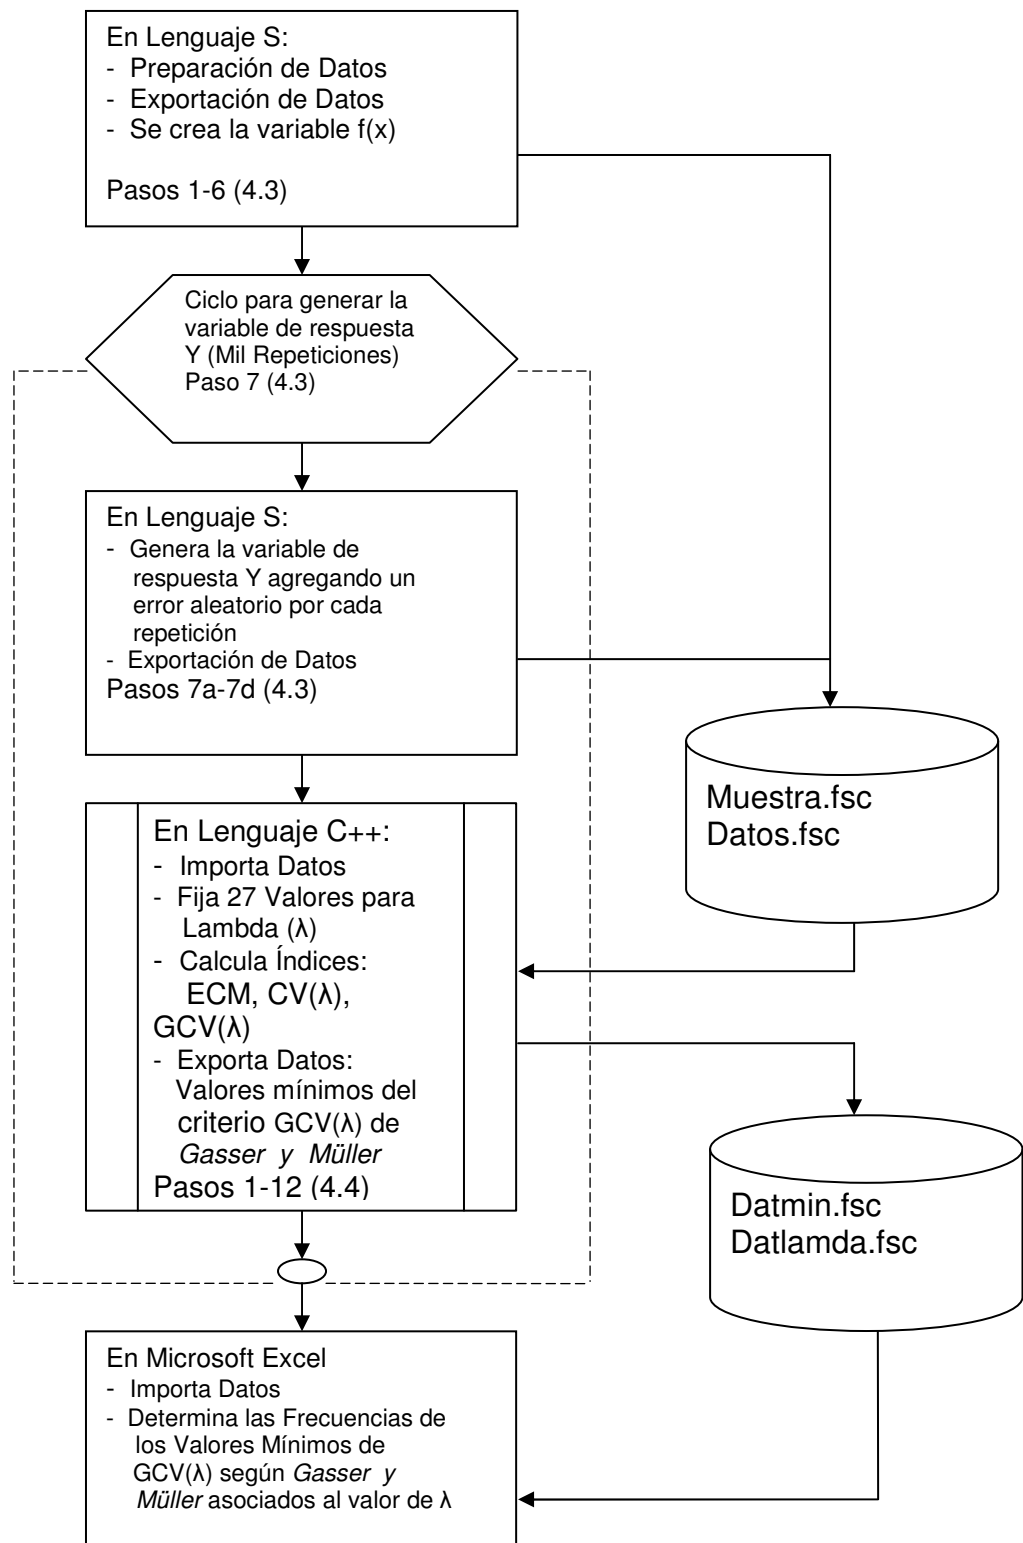 En Lenguaje S:
- Preparación de Datos
- Exportación de Datos
- Se crea la variable f(x)
Pasos 1-6 (4.3)
Ciclo para generar la
variable de respuesta
Y (Mil Repeticiones)
Paso 7 (4.3)
En Lenguaje S:
- Genera la variable de
respuesta Y agregando un
error aleatorio por cada
repetición
- Exportación de Datos
Pasos 7a-7d (4.3)
Muestra.fsc
Datos.fsc
En Lenguaje C++:
- Importa Datos
- Fija 27 Valores para
Lambda (λ)
- Calcula Índices:
ECM, CV(λ),
GCV(λ)
- Exporta Datos:
Valores mínimos del
criterio GCV(λ) de
Gasser y Müller
Pasos 1-12 (4.4)
Datmin.fsc
Datlamda.fsc
En Microsoft Excel
- Importa Datos
- Determina las Frecuencias de
los Valores Mínimos de
GCV(λ) según Gasser y
Müller asociados al valor de λ